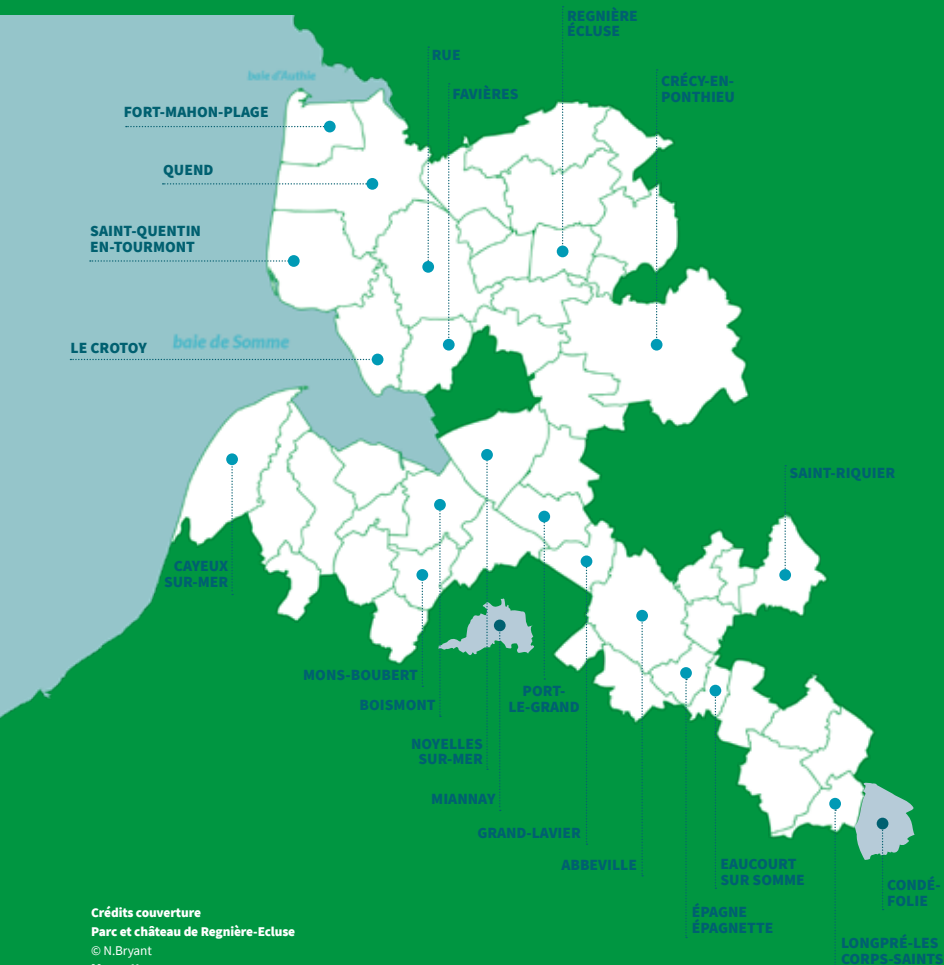 REGNIÈRE
ÉCLUSE
RUE
baie d'Authie
CRÉCY-EN-
PONTHIEU
FAVIÈRES
FORT-MAHON-PLAGE
QUEND
SAINT-QUENTIN
EN-TOURMONT
baie de Somme
LE CROTOY
SAINT-RIQUIER
CAYEUX
SUR-MER
MONS-BOUBERT
BOISMONT
PORT-
LE-GRAND
NOYELLES
SUR-MER
MIANNAY
GRAND-LAVIER
ABBEVILLE
EAUCOURT
SUR SOMME
CONDÉ-
FOLIE
ÉPAGNE
ÉPAGNETTE
LONGPRÉ-LES
CORPS-SAINTS
Crédits couverture
Parc et château de Regnière-Ecluse
© N.Bryant